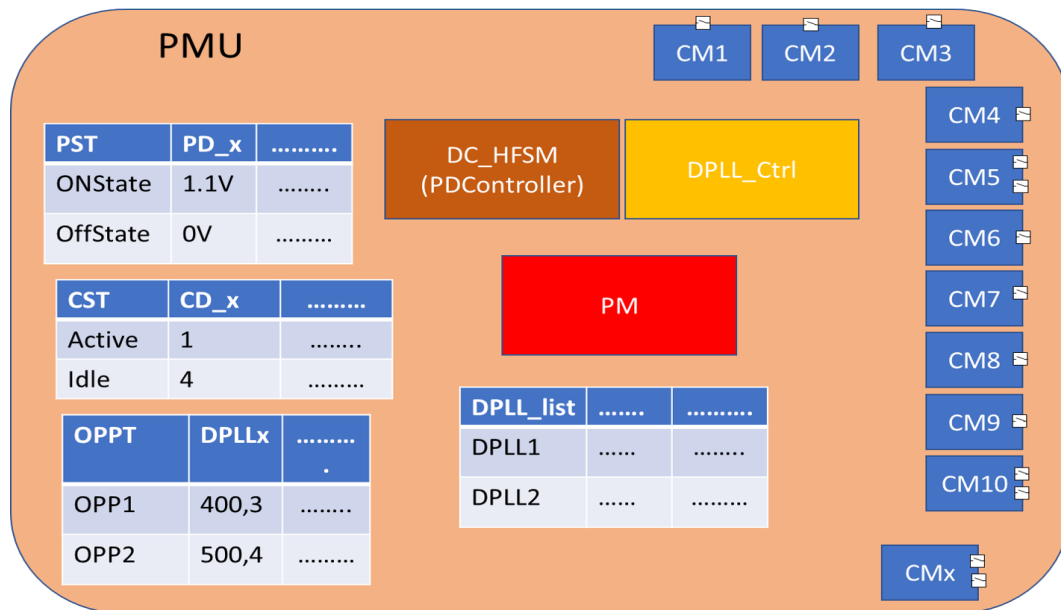 PMU
CM1 CM2 CM3
CM4
CM5
CM6
CM7
CM8
CM9
CM10
CMx
DC_HFSM
(PDController)
DPLL_Ctrl
PM
PST PD_x ……….
ONState 1.1V ……..
OffState 0V ………
CST CD_x ………
Active 1 ……..
Idle 4 ………
OPPT DPLLx ………
.
OPP1 400,3 ……..
OPP2 500,4 ………
DPLL_list ……. ……….
DPLL1 …… ……..
DPLL2 …… ………